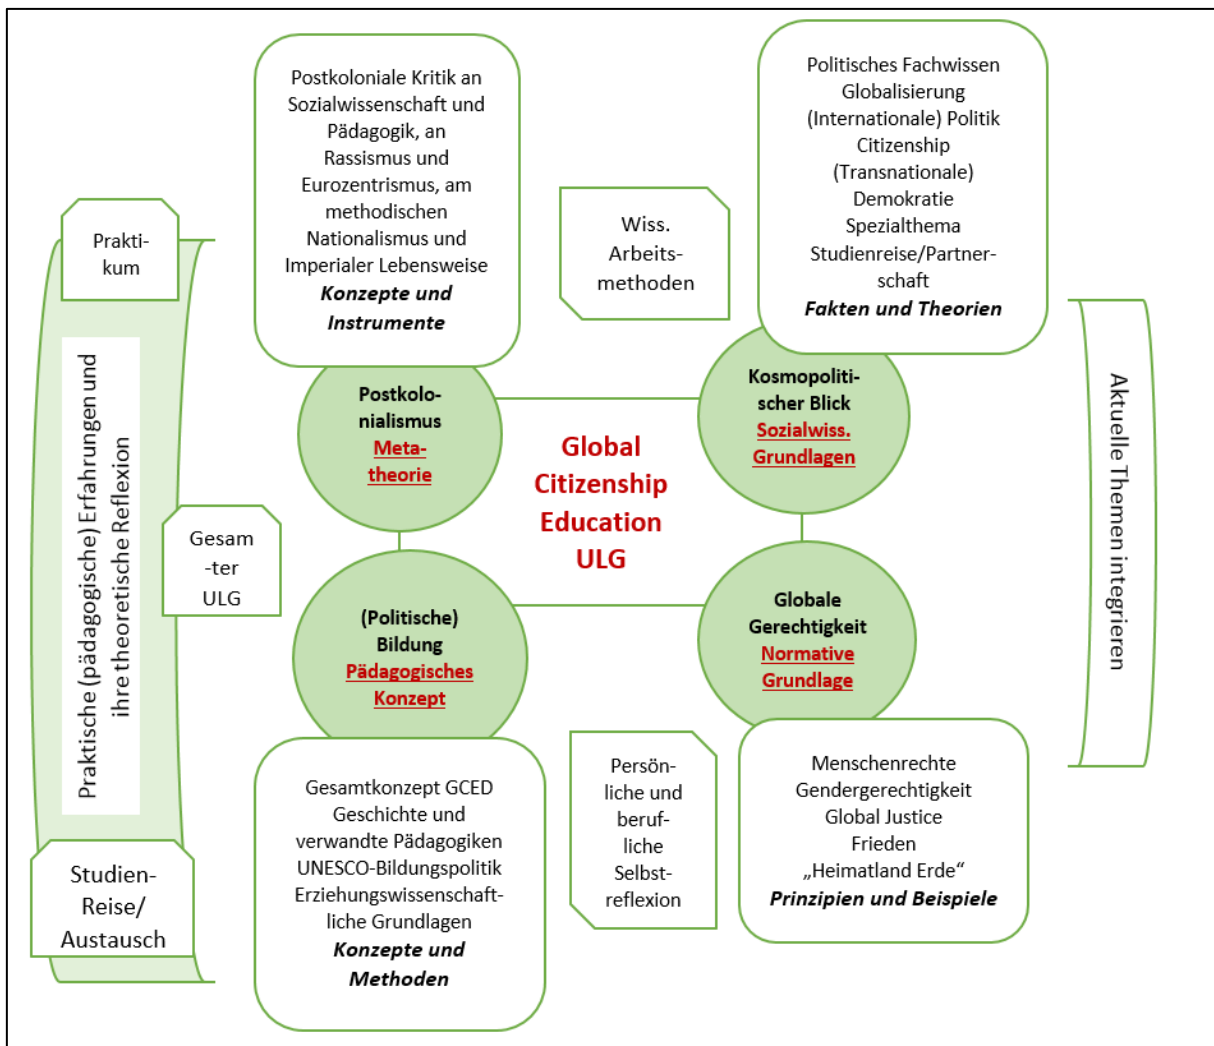 Postkoloniale Kritik an
Sozialwissenschaft und
Pädagogik, an
Rassismus und
Eurozentrismus, am
methodischen
Nationalismus und
Imperialer Lebensweise
Konzepte und
Instrumente
Politisches Fachwissen
Globalisierung
(Internationale) Politik
Citizenship
(Transnationale)
Demokratie
Spezialthema
Studienreise/Partner-
schaft
Fakten und Theorien
Prakti-
kum
Wiss.
Arbeits-
methoden
Praktische (pädagogische) Erfahrungen und
ihre theoretische Reflexion
Postkolo-
nialismus
Meta-
theorie
Global
Citizenship
Education
ULG
Kosmopoliti-
scher Blick
Sozialwiss.
Grundlagen
Aktuelle Themen integrieren
Gesam
-ter
ULG
(Politische)
Bildung
Pädagogisches
Konzept
Globale
Gerechtigkeit
Normative
Grundlage
Studien-
Reise/
Austausch
Gesamtkonzept GCED
Geschichte und
verwandte Pädagogiken
UNESCO-Bildungspolitik
Erziehungswissenschaft-
liche Grundlagen
Konzepte und
Methoden
Persön-
liche und
beruf-
liche
Selbst-
reflexion
Menschenrechte
Gendergerechtigkeit
Global Justice
Frieden
„Heimatland Erde“
Prinzipien und Beispiele